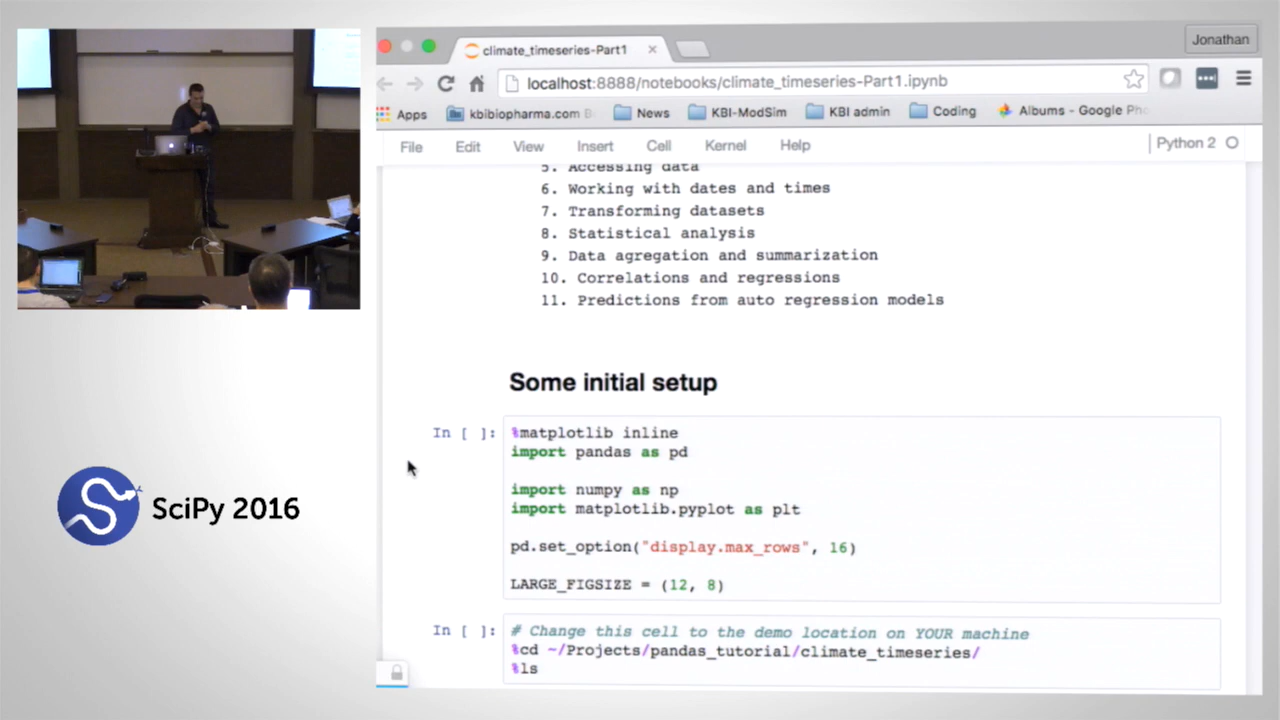 Jonathan
climate_timeseries-Part1
localhost:8888/notebooks/climate_timeseries-Part1.ipynb
Apps kbibiopharma.com News KBI-ModSim KBI admin Coding Albums - Google
File Edit View Insert Cell Kernel Help Python 2
5. Accessing data
6. Working with dates and times
7. Transforming datasets
8. Statistical analysis
9. Data agregation and summarization
10. Correlations and regressions
11. Predictions from auto regression models
Some initial setup
In [ ]: %matplotlib inline
import pandas as pd
import numpy as np
import matplotlib.pyplot as plt
pd.set_option("display.max_rows", 16)
LARGE_FIGSIZE = (12, 8)
In [ ]: # Change this cell to the demo location on YOUR machine
%cd ~/Projects/pandas_tutorial/climate_timeseries/
%ls
SciPy 2016